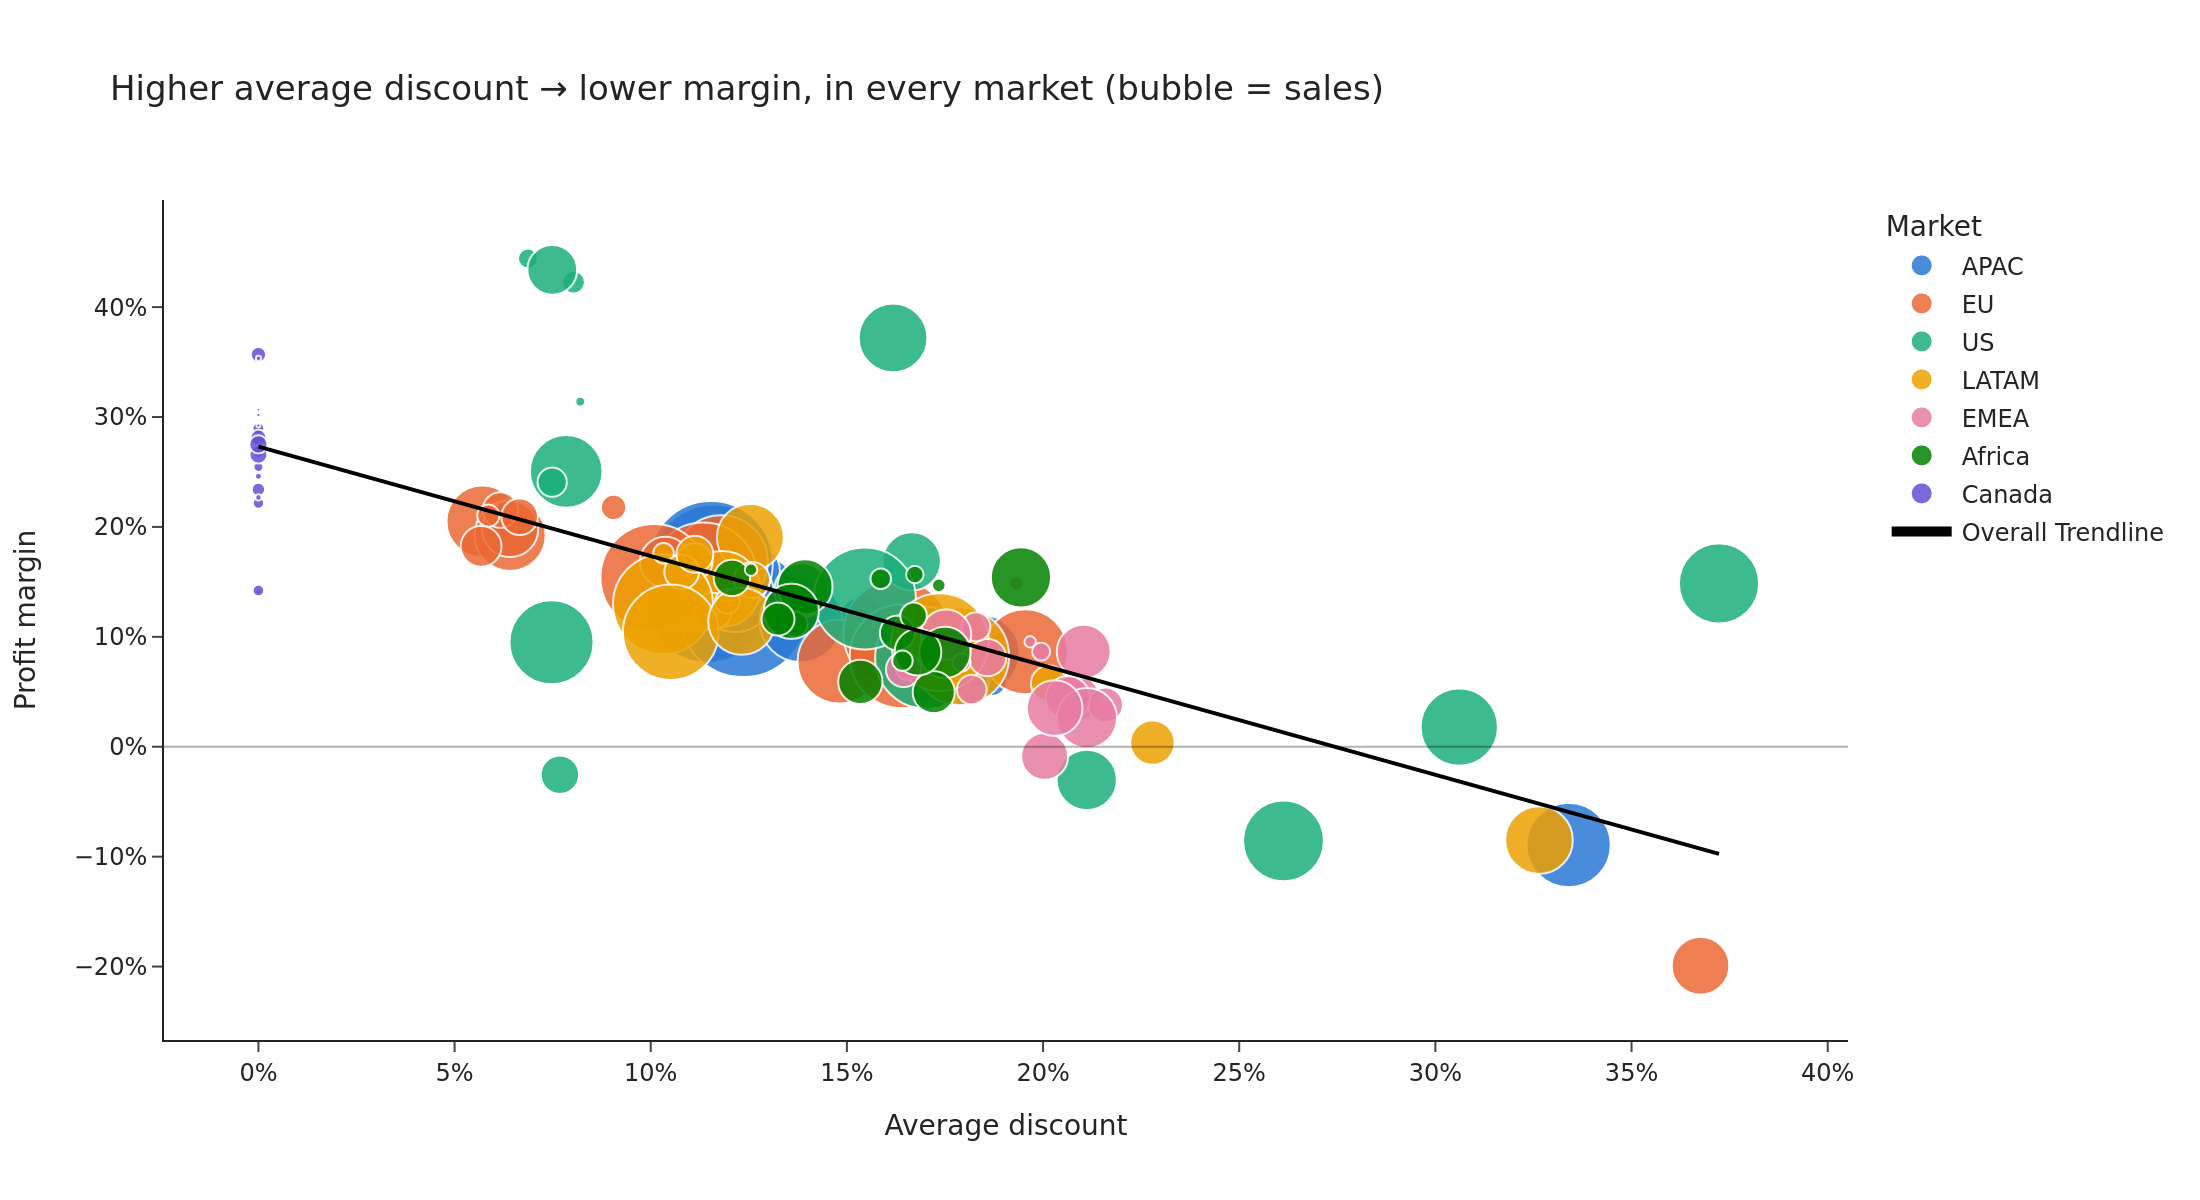 Higher average discount → lower margin, in every market (bubble = sales)
Market
APAC
EU
US
LATAM
EMEA
Africa
Canada
Overall Trendline
Profit margin
40%
30%
20%
10%
0%
−10%
−20%
0%
5%
10%
15%
20%
25%
30%
35%
40%
Average discount